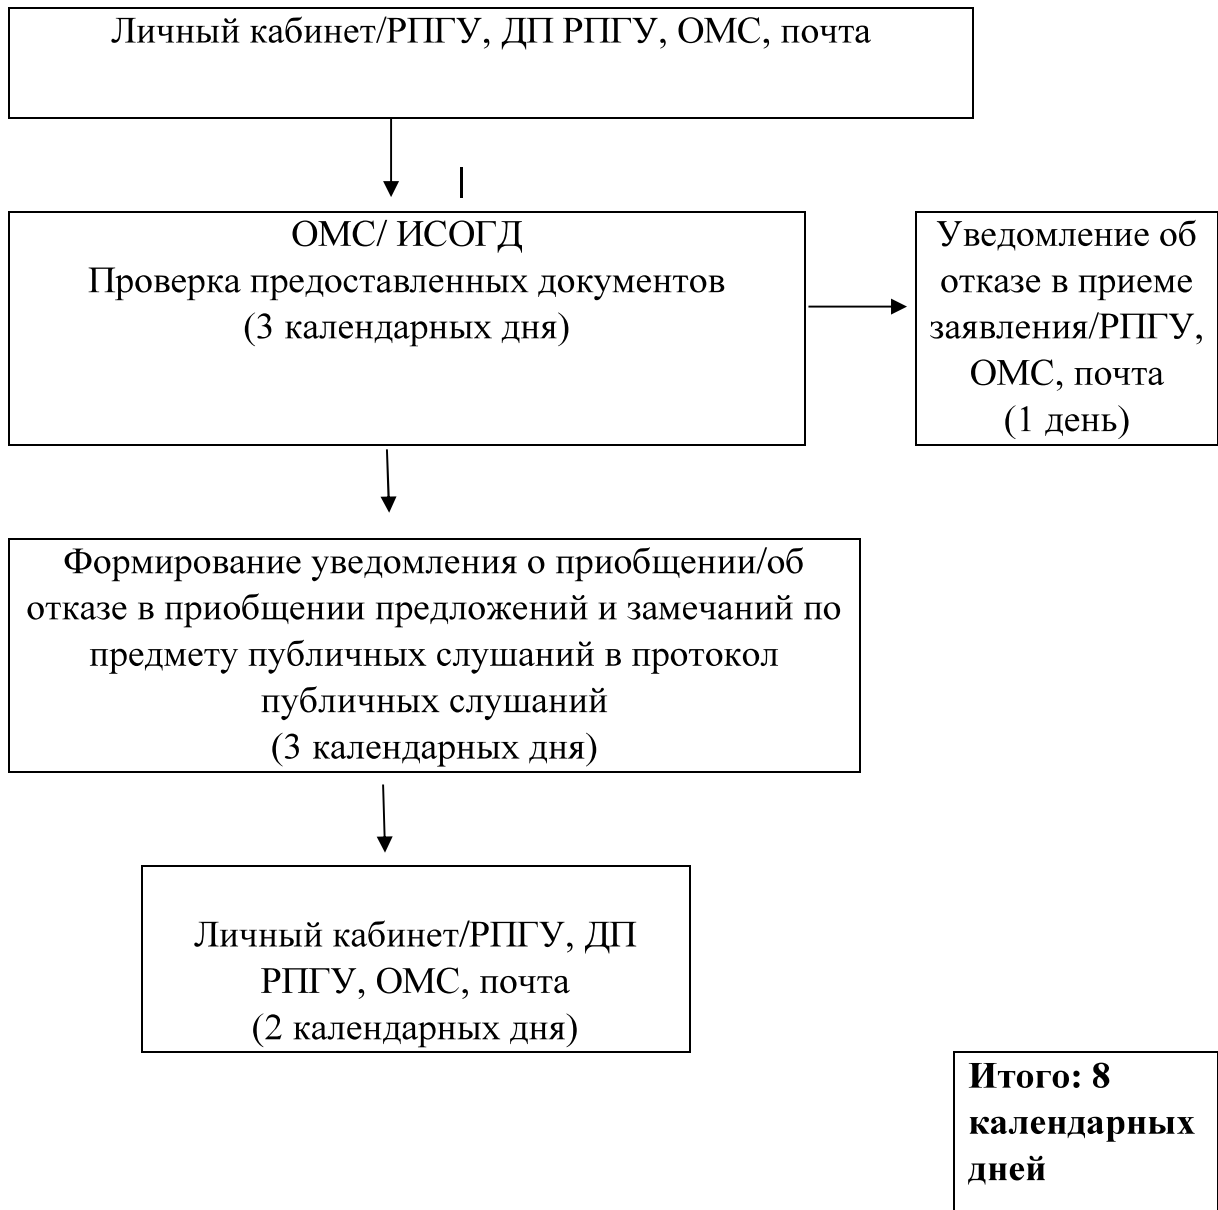 Личный кабинет/РПГУ, ДП РПГУ, ОМС, почта
ОМС/ ИСОГД
Проверка предоставленных документов
(3 календарных дня)
Уведомление об
отказе в приеме
заявления/РПГУ,
ОМС, почта
(1 день)
Формирование уведомления о приобщении/об
отказе в приобщении предложений и замечаний по
предмету публичных слушаний в протокол
публичных слушаний
(3 календарных дня)
Личный кабинет/РПГУ, ДП
РПГУ, ОМС, почта
(2 календарных дня)
Итого: 8
календарных
дней